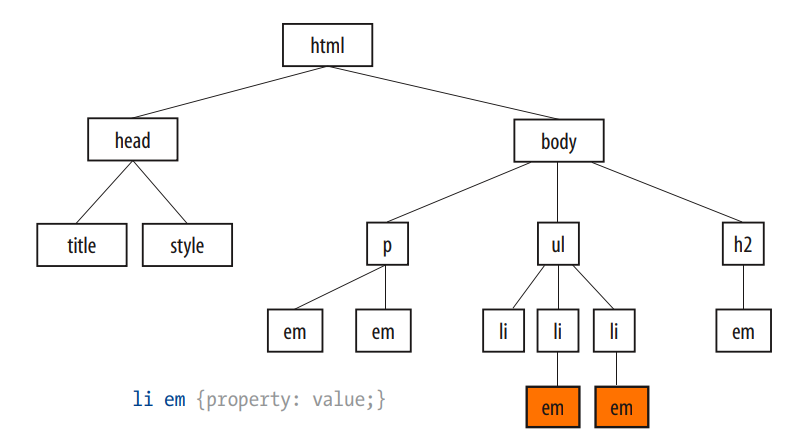 html
head
body
title
style
p
ul
h2
em
em
li
li
li
em
li em {property: value;}
em
em